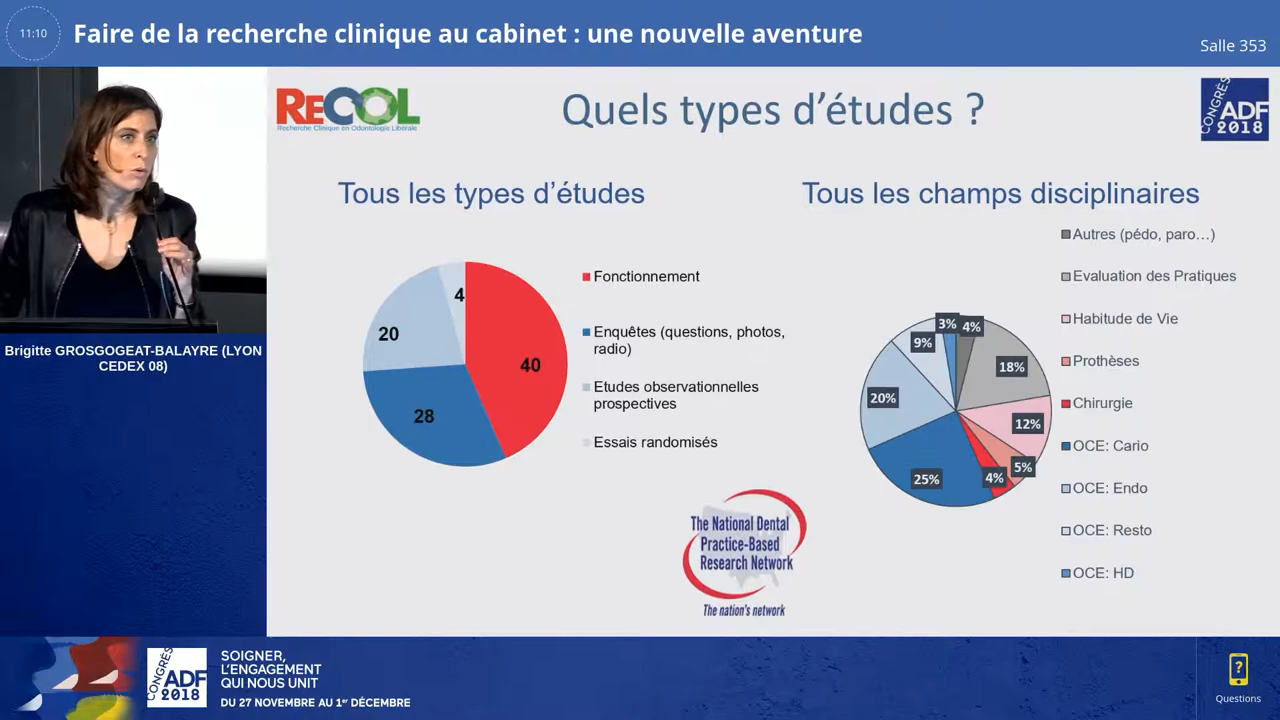 11:10
Faire de la recherche clinique au cabinet : une nouvelle aventure
Salle 353
RECOL
Recherche Clinique en Odontologie Libérale
Quels types d'études ?
CONGRÈS
ADF
2018
Tous les types d'études
Tous les champs disciplinaires
4
20
40
28
Fonctionnement
Enquêtes (questions, photos,
radio)
Etudes observationnelles
prospectives
Essais randomisés
3%
4%
9%
18%
20%
12%
5%
4%
25%
Autres (pédo, paro…)
Evaluation des Pratiques
Habitude de Vie
Prothèses
Chirurgie
OCE: Cario
OCE: Endo
OCE: Resto
OCE: HD
The National Dental
Practice-Based
Research Network
The nation's network
Brigitte GROSGOGEAT-BALAYRE (LYON
CEDEX 08)
CONGRÈS
ADF
2018
SOIGNER,
L'ENGAGEMENT
QUI NOUS UNIT
DU 27 NOVEMBRE AU 1er DÉCEMBRE
?
Questions